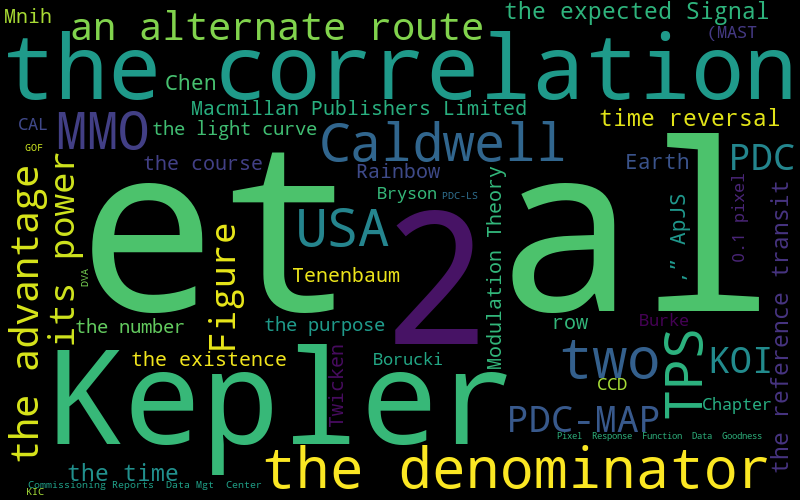 Mnih
an alternate route
the expected Signal
(MAST
the correlation
Chen
Macmillan Publishers Limited
CAL
MMO
the light curve
time reversal
GOF
the course
Caldwell
Rainbow
Earth
PDC
et al
Bryson
PDC-LS
the advantage
its power
DVA
Figure
USA
2
Modulation Theory
," ApJS
0.1 pixel
the reference transit
Tenenbaum
the number
the purpose
row
Burke
the existence
Twicken
Borucki
two
TPS
KOI
CCD
Kepler
PDC-MAP
Chapter
Pixel Response Function Data Goodness
the time
the denominator
Commissioning Reports Data Mgt Center
KIC